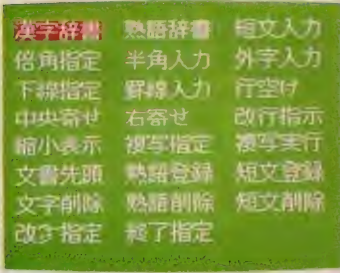 漢字辞書 熟語辞書 短文入力
倍角指定 半角入力 外字入力
下線指定 罫線入力 行空け
中央寄せ 右寄せ 改行指示
縮小表示 複写指定 複写実行
文書先頭 熟語登録 短文登録
文字削除 熟語削除 短文削除
指定 終了指定